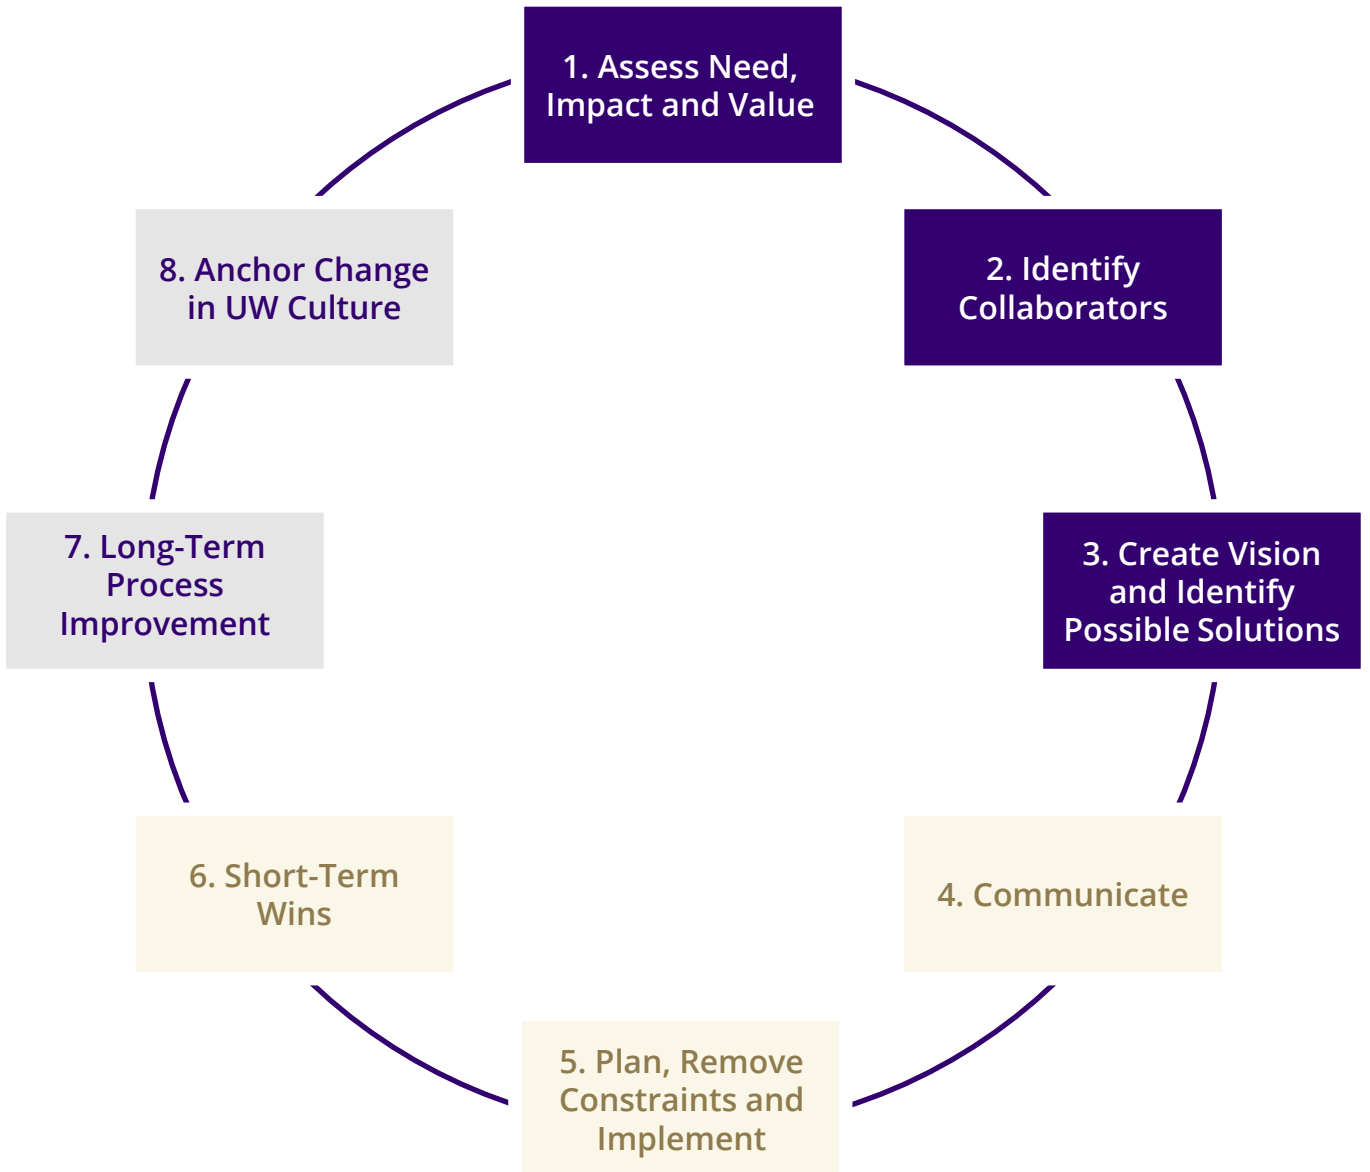 1. Assess Need,
Impact and Value
2. Identify
Collaborators
3. Create Vision
and Identify
Possible Solutions
4. Communicate
5. Plan, Remove
Constraints and
Implement
6. Short-Term
Wins
7. Long-Term
Process
Improvement
8. Anchor Change
in UW Culture